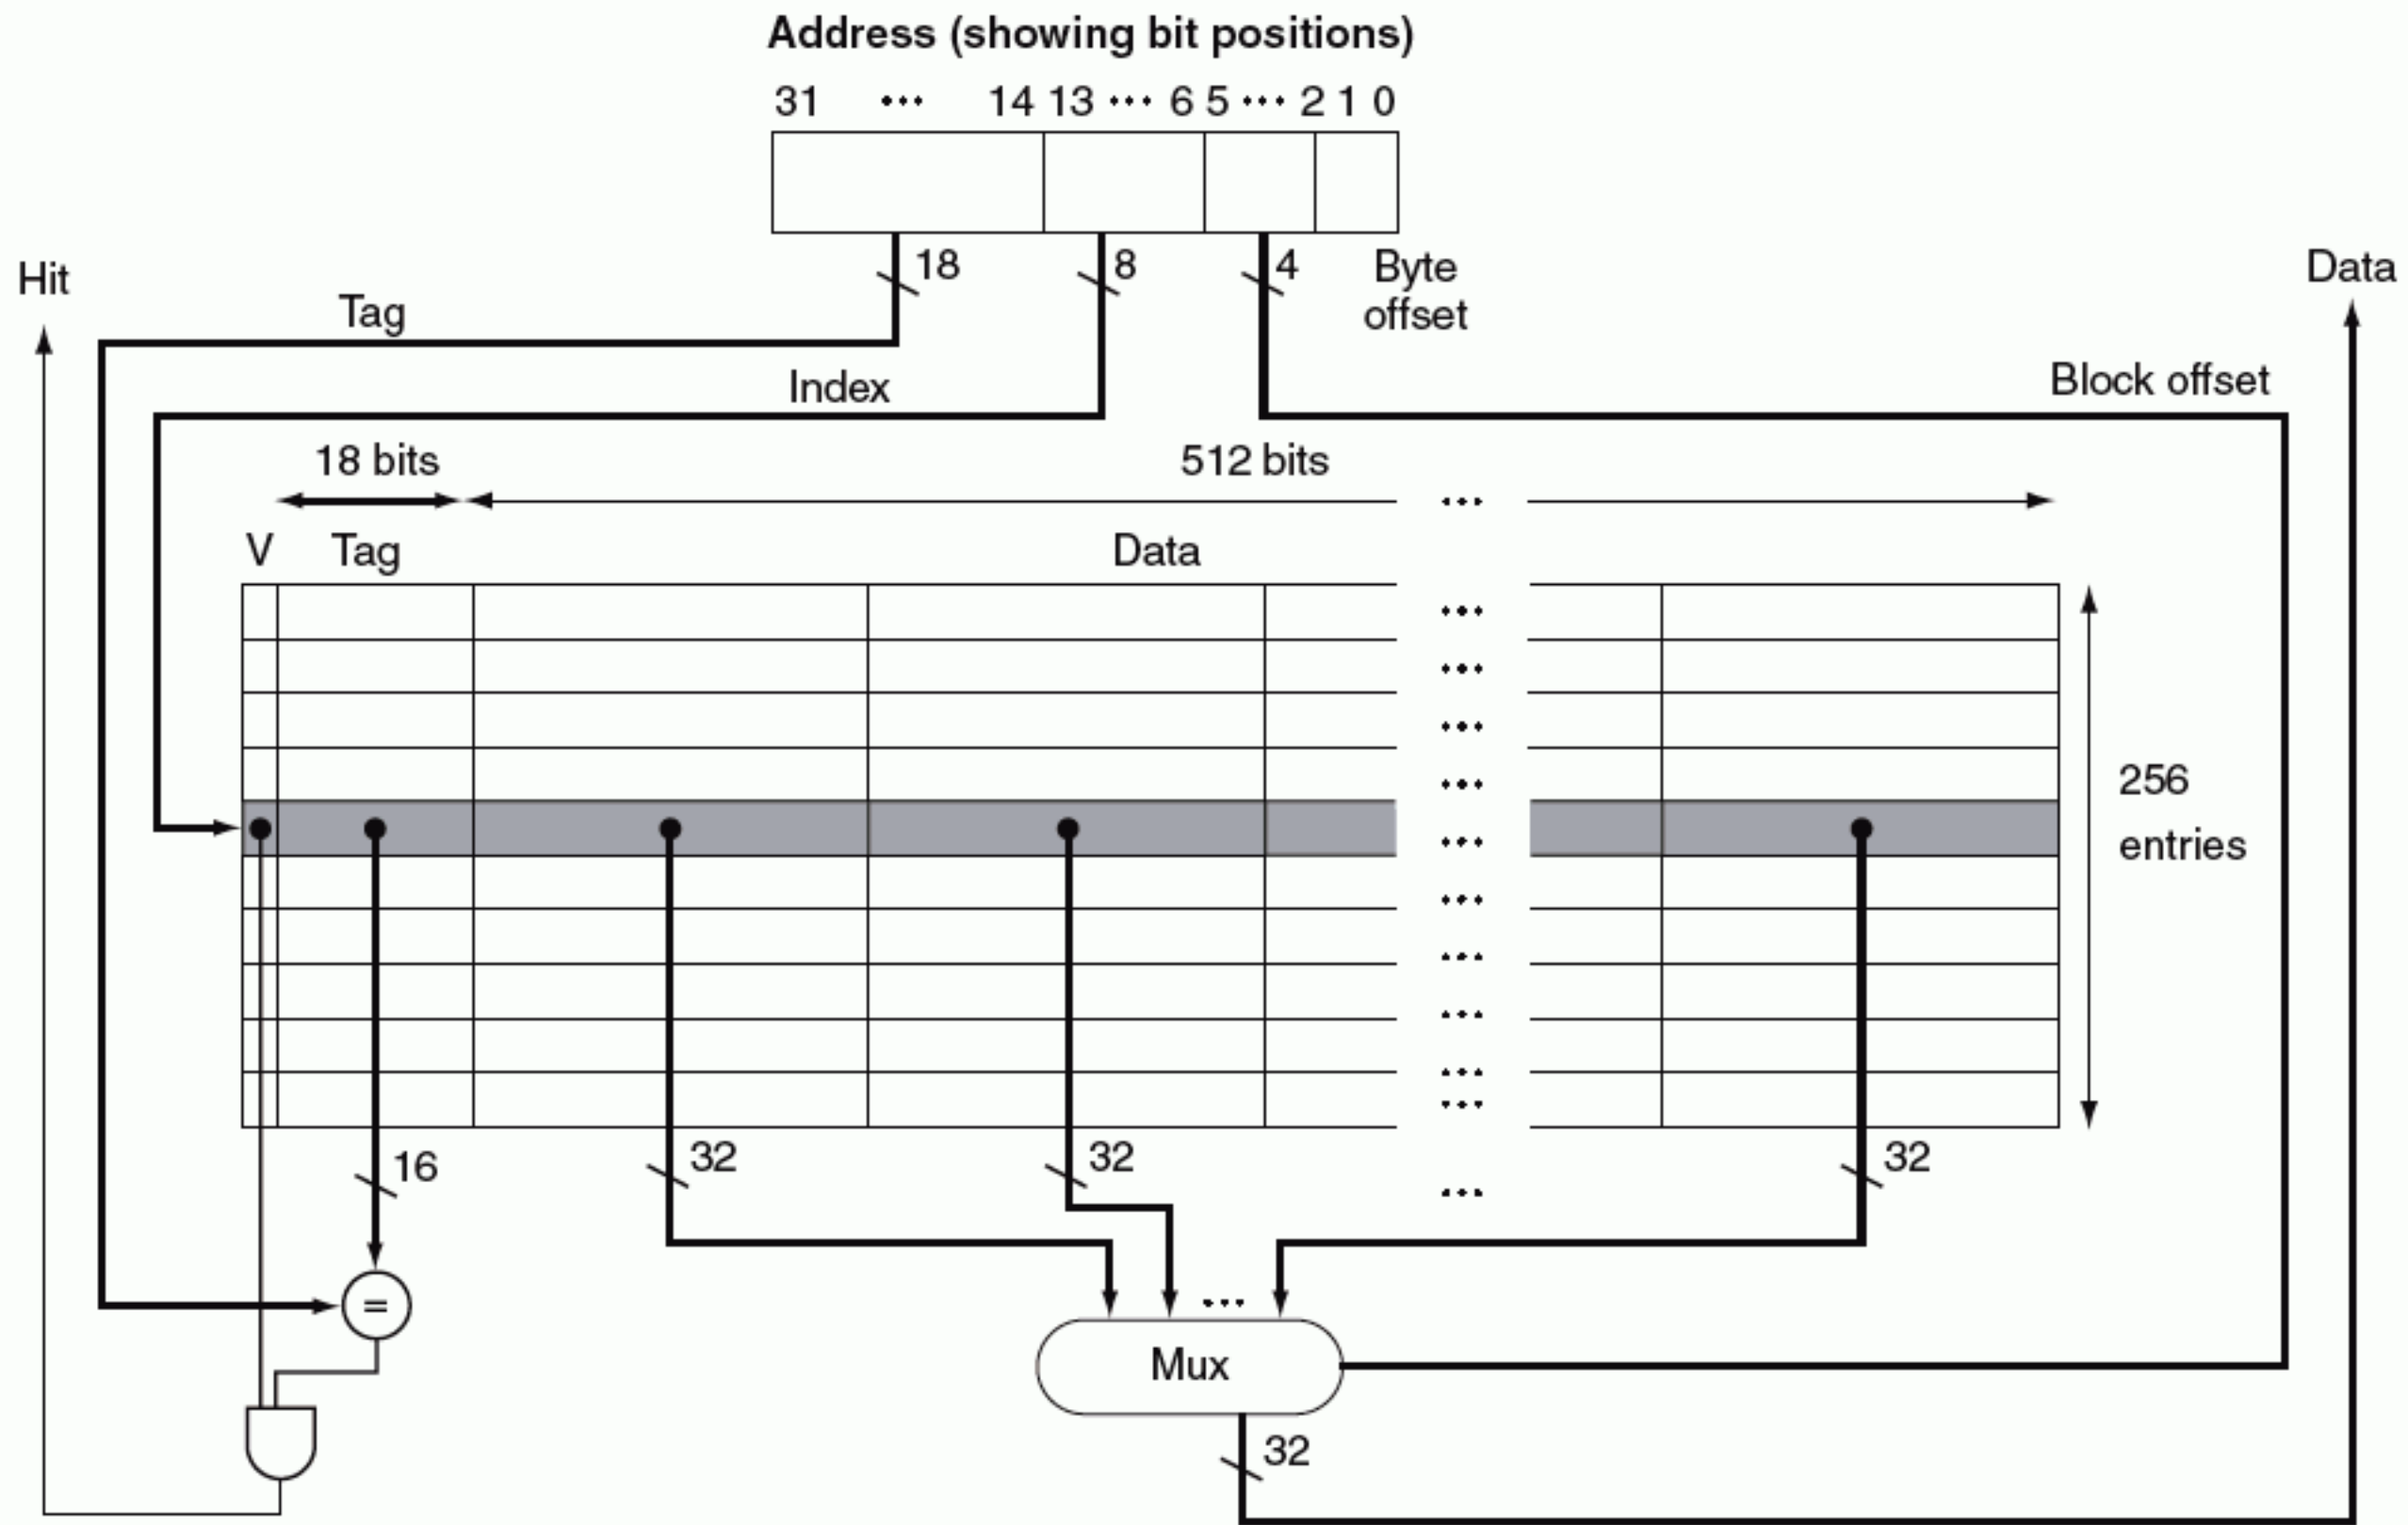 Address (showing bit positions)
31 ... 14 13 ... 6 5 ... 2 1 0
18 8 4 Byte
offset
Hit
Data
Tag
Index
Block offset
18 bits 512 bits
...
V Tag Data
...
...
...
...
...
...
...
...
...
...
256
entries
16 32 32 32
...
=
...
Mux
32